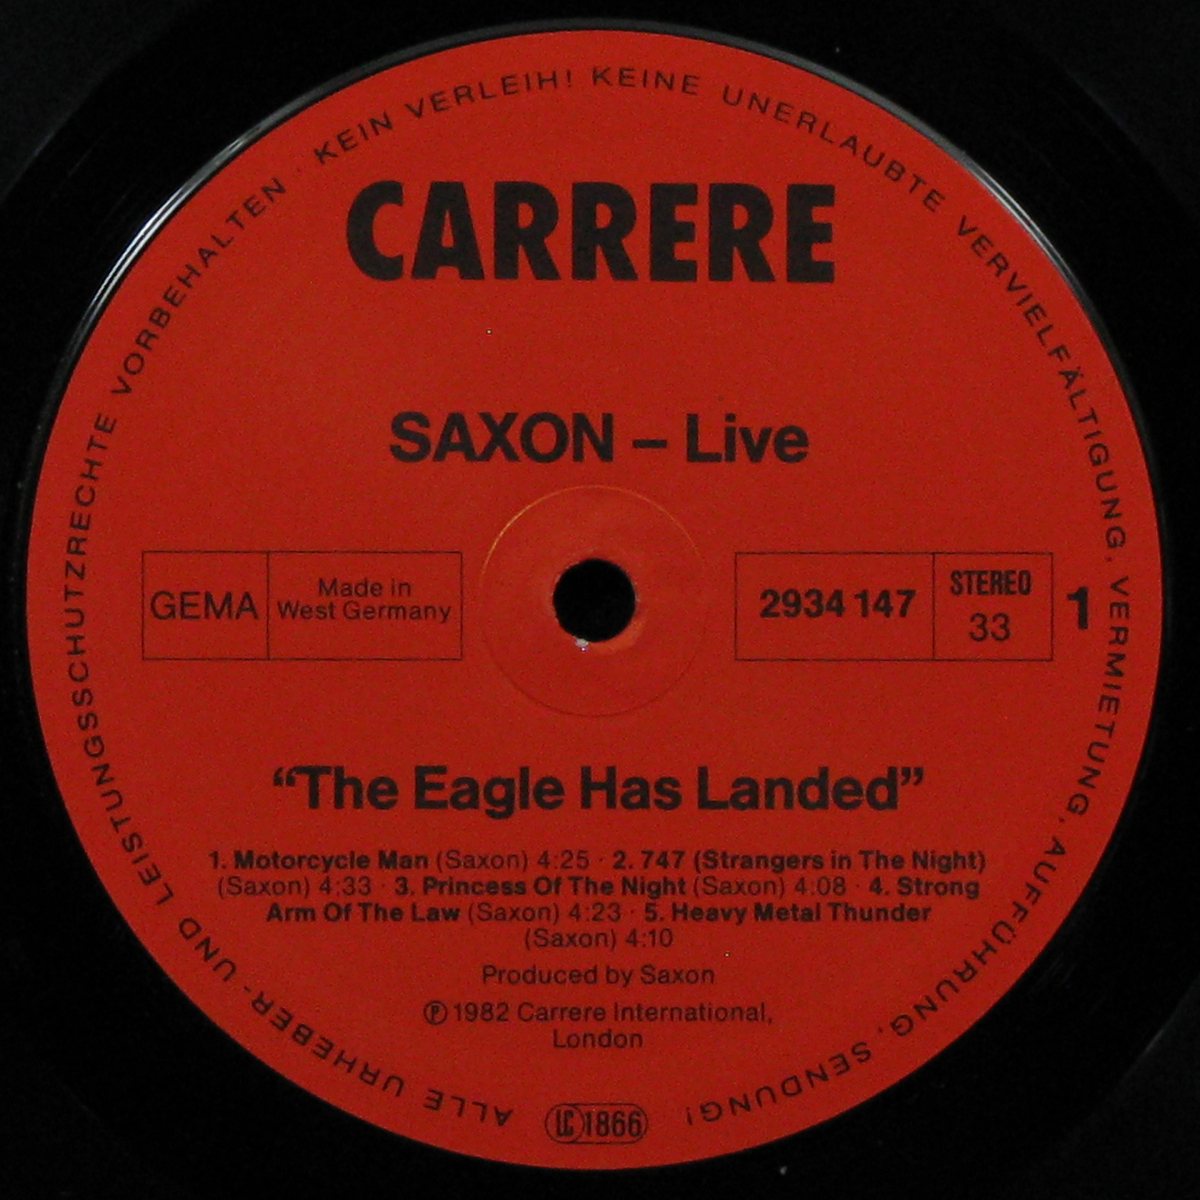 ALLE URHEBER- UND LEISTUNGSSCHUTZRECHTE VORBEHALTEN · KEIN VERLEIH! KEINE UNERLAUBTE VERVIELFÄLTIGUNG, VERMIETUNG, AUFFÜHRUNG, SENDUNG!
CARRERE
SAXON – Live
GEMA
Made in
West Germany
2934 147
STEREO
33
1
“The Eagle Has Landed”
1. Motorcycle Man (Saxon) 4:25 · 2. 747 (Strangers in The Night)
(Saxon) 4:33 · 3. Princess Of The Night (Saxon) 4:08 · 4. Strong
Arm Of The Law (Saxon) 4:23 · 5. Heavy Metal Thunder
(Saxon) 4:10
Produced by Saxon
Ⓟ 1982 Carrere International,
London
LC 1866